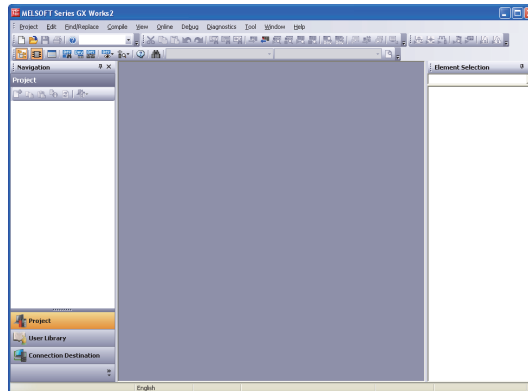 MELSOFT Series GX Works2
Project Edit Find/Replace Compile View Online Debug Diagnostics Tool Window Help
Navigation
Element Selection
Project
Project
User Library
Connection Destination
English